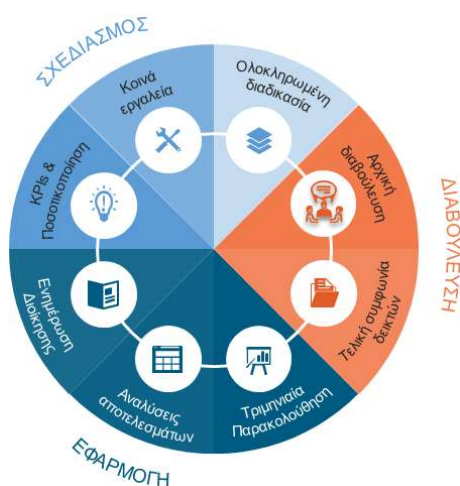 ΣΧΕΔΙΑΣΜΟΣ
Κοινά
εργαλεία
Ολοκληρωμένη
διαδικασία
Αρχική
διαβούλευση
ΔΙΑΒΟΥΛΕΥΣΗ
Τελική συμφωνία
δεικτών
Τριμηνιαία
Παρακολούθηση
Αναλύσεις
αποτελεσμάτων
ΕΦΑΡΜΟΓΗ
Ενημέρωση
Διοίκησης
KPIs &
Ποσοτικοποίηση